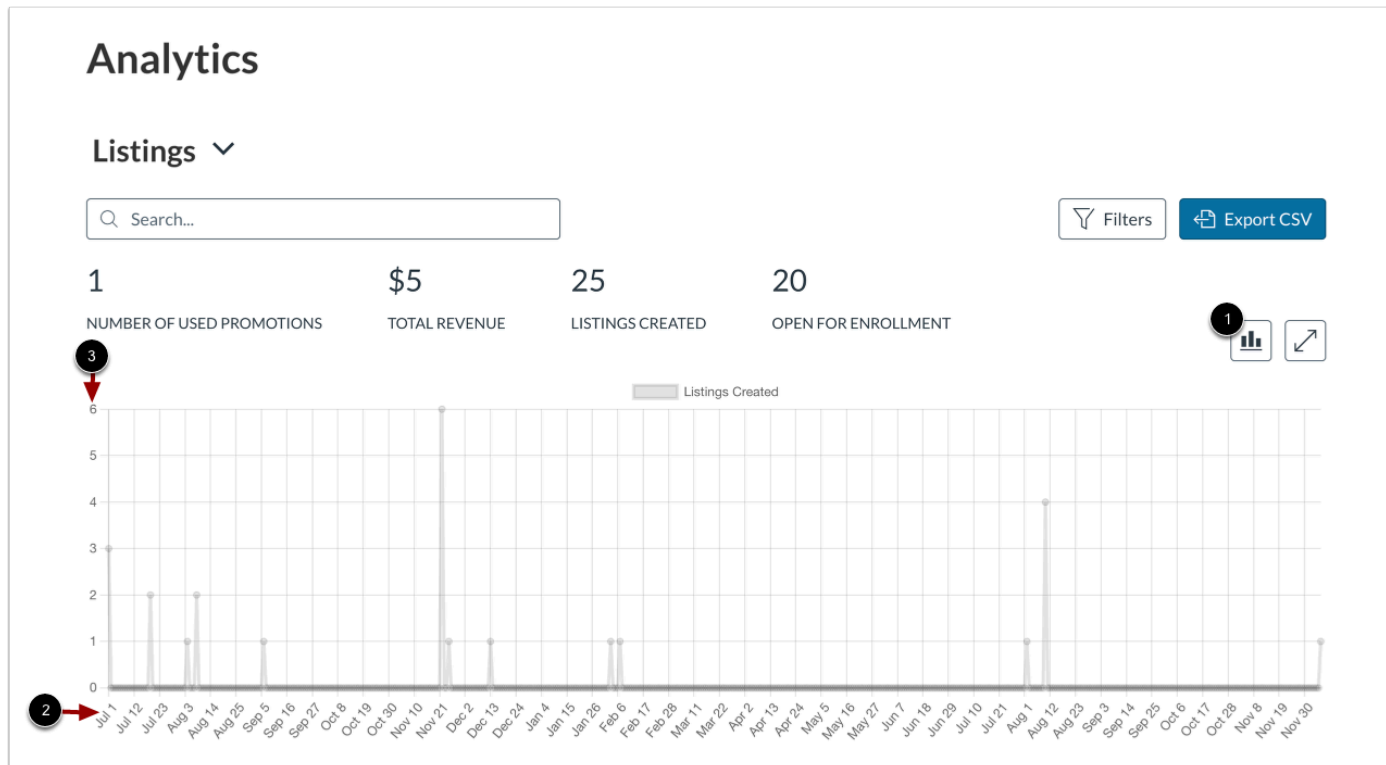 Analytics
Listings
Search...
Filters
Export CSV
1
$5
25
20
NUMBER OF USED PROMOTIONS
TOTAL REVENUE
LISTINGS CREATED
OPEN FOR ENROLLMENT
1
3
Listings Created
6
5
4
3
2
1
0
2
Jul 1 Jul 12 Jul 23 Aug 3 Aug 14 Aug 25 Sep 5 Sep 16 Sep 27 Oct 8 Oct 19 Oct 30 Nov 10 Nov 21 Dec 2 Dec 13 Dec 24 Jan 4 Jan 15 Jan 26 Feb 6 Feb 17 Feb 28 Mar 11 Mar 22 Apr 2 Apr 13 Apr 24 May 5 May 16 May 27 Jun 7 Jun 18 Jun 29 Jul 10 Jul 21 Aug 1 Aug 12 Aug 23 Sep 3 Sep 14 Sep 25 Oct 6 Oct 17 Oct 28 Nov 8 Nov 19 Nov 30